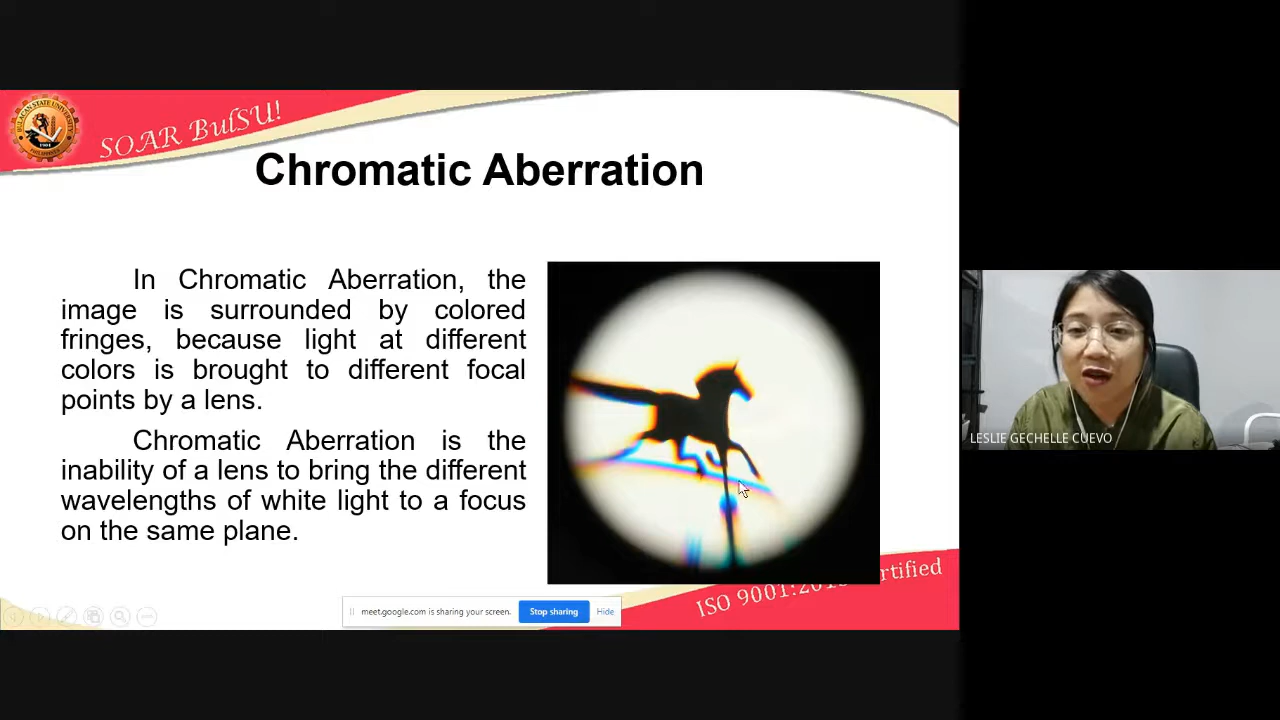 SOAR BulSU!
Chromatic Aberration
In Chromatic Aberration, the
image is surrounded by colored
fringes, because light at different
colors is brought to different focal
points by a lens.
Chromatic Aberration is the
inability of a lens to bring the different
wavelengths of white light to a focus
on the same plane.
LESLIE GECHELLE CUEVO
ISO 9001:201 rtified
meet.google.com is sharing your screen. Stop sharing Hide